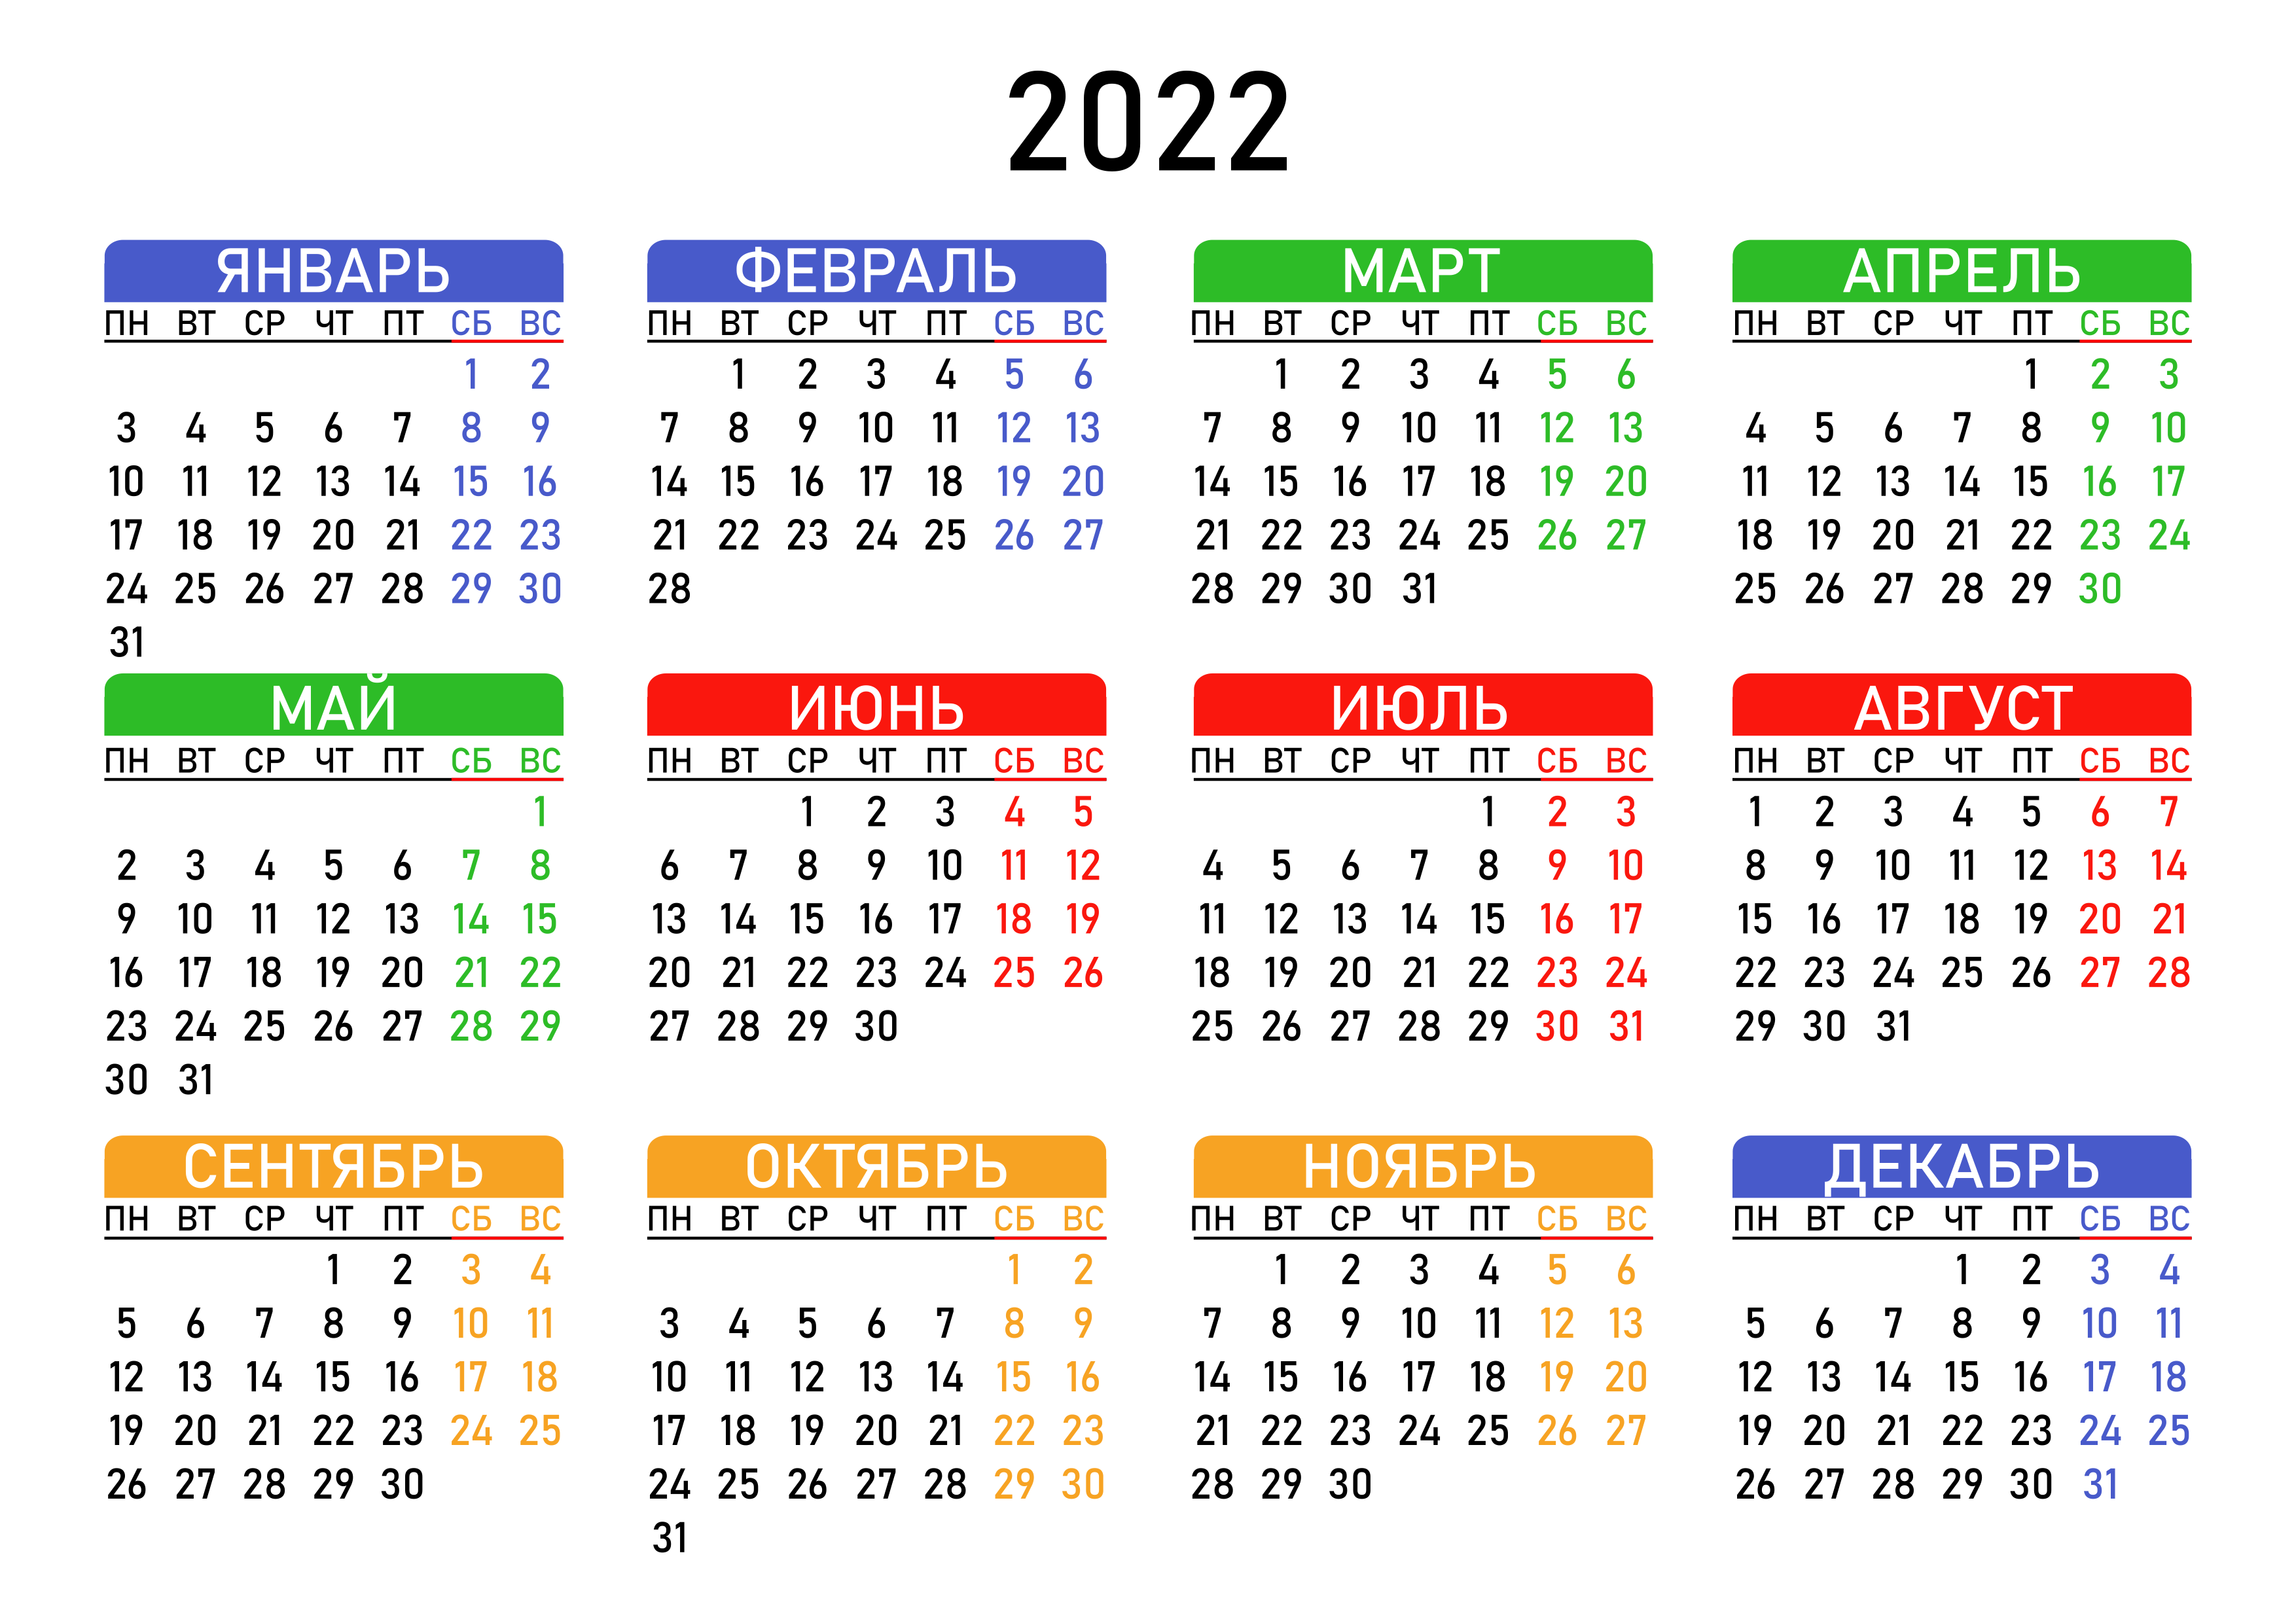 2022
ЯНВАРЬ ФЕВРАЛЬ МАРТ АПРЕЛЬ
ПН ВТ СР ЧТ ПТ СБ ВС ПН ВТ СР ЧТ ПТ СБ ВС ПН ВТ СР ЧТ ПТ СБ ВС ПН ВТ СР ЧТ ПТ СБ ВС
1 2 1 2 3 4 5 6 1 2 3 4 5 6 1 2 3
3 4 5 6 7 8 9 7 8 9 10 11 12 13 7 8 9 10 11 12 13 4 5 6 7 8 9 10
10 11 12 13 14 15 16 14 15 16 17 18 19 20 14 15 16 17 18 19 20 11 12 13 14 15 16 17
17 18 19 20 21 22 23 21 22 23 24 25 26 27 21 22 23 24 25 26 27 18 19 20 21 22 23 24
24 25 26 27 28 29 30 28 28 29 30 31 25 26 27 28 29 30
31
МАЙ ИЮНЬ ИЮЛЬ АВГУСТ
ПН ВТ СР ЧТ ПТ СБ ВС ПН ВТ СР ЧТ ПТ СБ ВС ПН ВТ СР ЧТ ПТ СБ ВС ПН ВТ СР ЧТ ПТ СБ ВС
1 1 2 3 4 5 1 2 3 1 2 3 4 5 6 7
2 3 4 5 6 7 8 6 7 8 9 10 11 12 4 5 6 7 8 9 10 8 9 10 11 12 13 14
9 10 11 12 13 14 15 13 14 15 16 17 18 19 11 12 13 14 15 16 17 15 16 17 18 19 20 21
16 17 18 19 20 21 22 20 21 22 23 24 25 26 18 19 20 21 22 23 24 22 23 24 25 26 27 28
23 24 25 26 27 28 29 27 28 29 30 25 26 27 28 29 30 31 29 30 31
30 31
СЕНТЯБРЬ ОКТЯБРЬ НОЯБРЬ ДЕКАБРЬ
ПН ВТ СР ЧТ ПТ СБ ВС ПН ВТ СР ЧТ ПТ СБ ВС ПН ВТ СР ЧТ ПТ СБ ВС ПН ВТ СР ЧТ ПТ СБ ВС
1 2 3 4 1 2 1 2 3 4 5 6 1 2 3 4
5 6 7 8 9 10 11 3 4 5 6 7 8 9 7 8 9 10 11 12 13 5 6 7 8 9 10 11
12 13 14 15 16 17 18 10 11 12 13 14 15 16 14 15 16 17 18 19 20 12 13 14 15 16 17 18
19 20 21 22 23 24 25 17 18 19 20 21 22 23 21 22 23 24 25 26 27 19 20 21 22 23 24 25
26 27 28 29 30 24 25 26 27 28 29 30 28 29 30 26 27 28 29 30 31
31